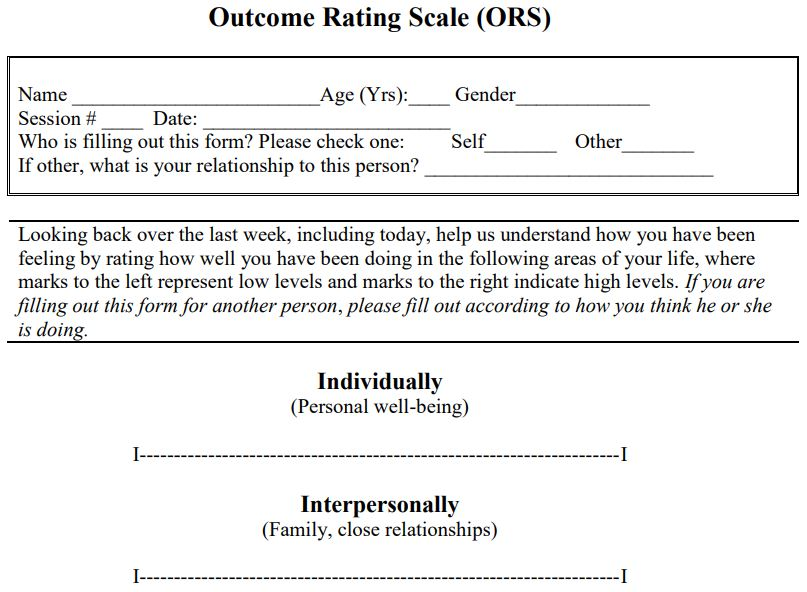 Outcome Rating Scale (ORS)
Name ________________________Age (Yrs):____ Gender_____________
Session # ____  Date: ________________________
Who is filling out this form? Please check one:        Self_______   Other_______
If other, what is your relationship to this person? ____________________________
Looking back over the last week, including today, help us understand how you have been
feeling by rating how well you have been doing in the following areas of your life, where
marks to the left represent low levels and marks to the right indicate high levels. If you are
filling out this form for another person, please fill out according to how you think he or she
is doing.
Individually
(Personal well-being)
I----------------------------------------------------------------------I
Interpersonally
(Family, close relationships)
I----------------------------------------------------------------------I